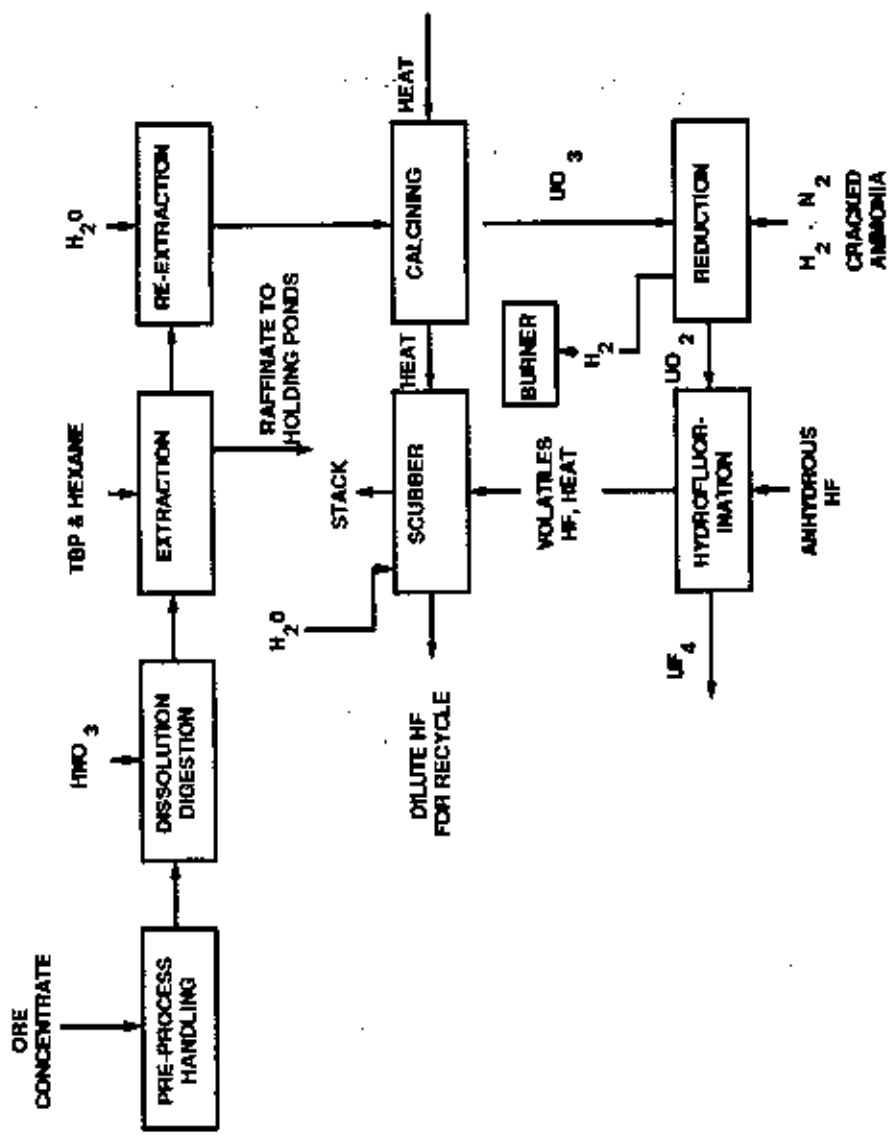 ORE
CONCENTRATE
PRE-PROCESS
HANDLING
HNO3
DISSOLUTION
DIGESTION
TBP & HEXANE
EXTRACTION
RAFFINATE TO
HOLDING PONDS
H2O
RE-EXTRACTION
H2O
STACK
SCUBBER
DILUTE HF
FOR RECYCLE
HEAT
CALCINING
HEAT
VOLATILES
HF, HEAT
BURNER
H2
UO3
UF4
HYDROFLUOR-
INATION
ANHYDROUS
HF
UO2
REDUCTION
H2 · N2
CRACKED
AMMONIA